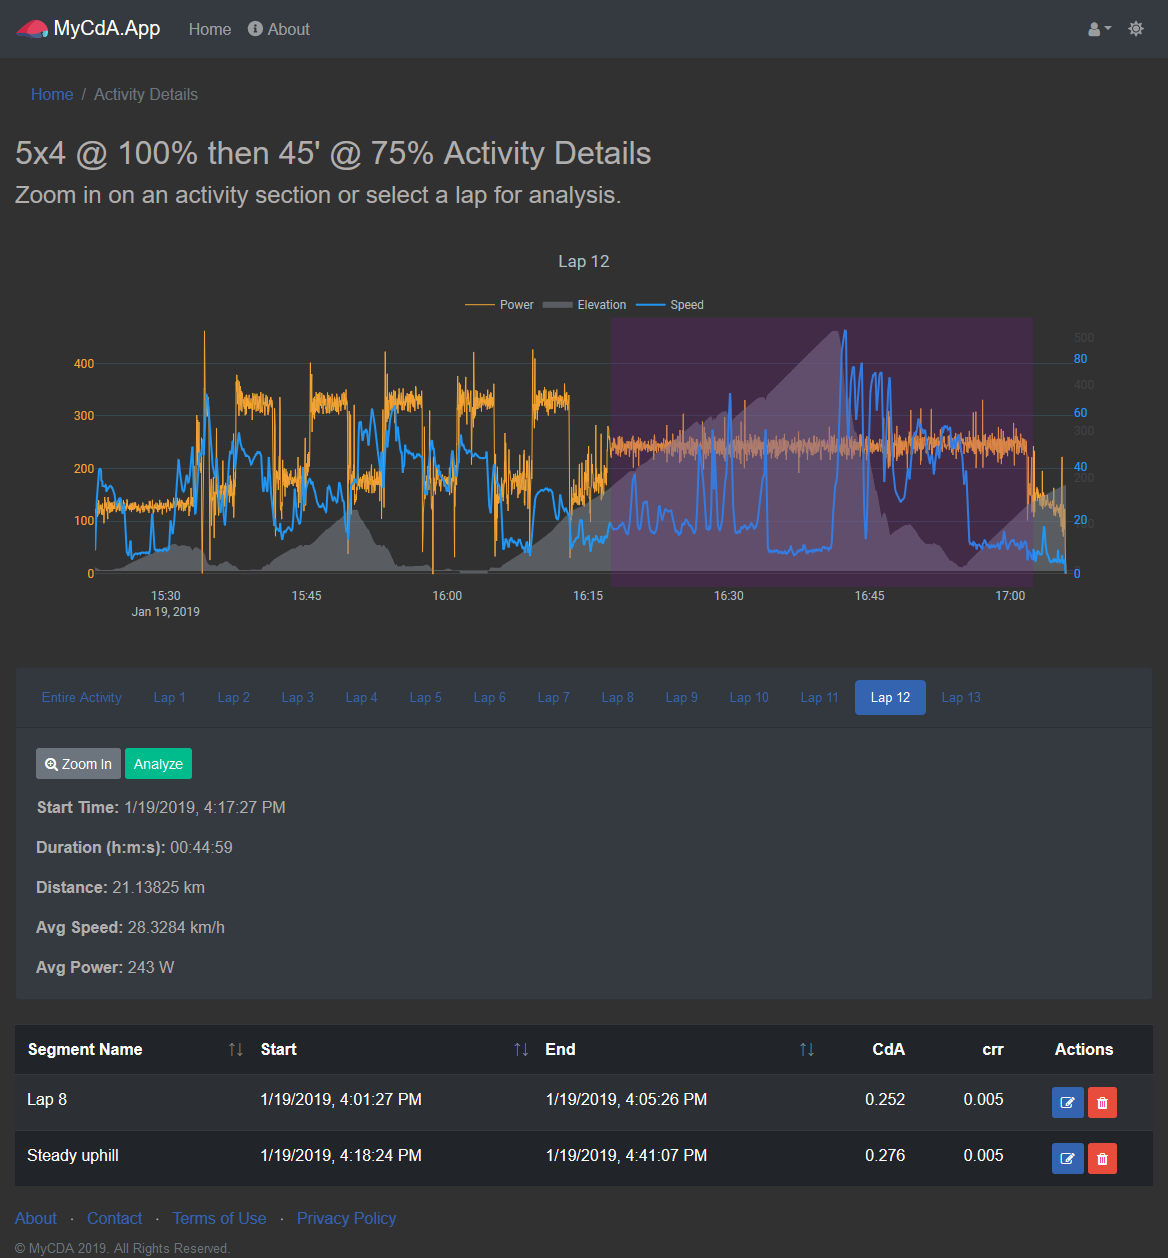 MyCdA.App Home About
Home / Activity Details
5x4 @ 100% then 45' @ 75% Activity Details
Zoom in on an activity section or select a lap for analysis.
Lap 12
Power Elevation Speed
500
400 80
400
300 60
300
200 40
200
100 20
0 0
15:30 15:45 16:00 16:15 16:30 16:45 17:00
Jan 19, 2019
Entire Activity Lap 1 Lap 2 Lap 3 Lap 4 Lap 5 Lap 6 Lap 7 Lap 8 Lap 9 Lap 10 Lap 11 Lap 12 Lap 13
Zoom In Analyze
Start Time: 1/19/2019, 4:17:27 PM
Duration (h:m:s): 00:44:59
Distance: 21.13825 km
Avg Speed: 28.3284 km/h
Avg Power: 243 W
Segment Name Start End CdA crr Actions
Lap 8 1/19/2019, 4:01:27 PM 1/19/2019, 4:05:26 PM 0.252 0.005
Steady uphill 1/19/2019, 4:18:24 PM 1/19/2019, 4:41:07 PM 0.276 0.005
About · Contact · Terms of Use · Privacy Policy
© MyCDA 2019. All Rights Reserved.